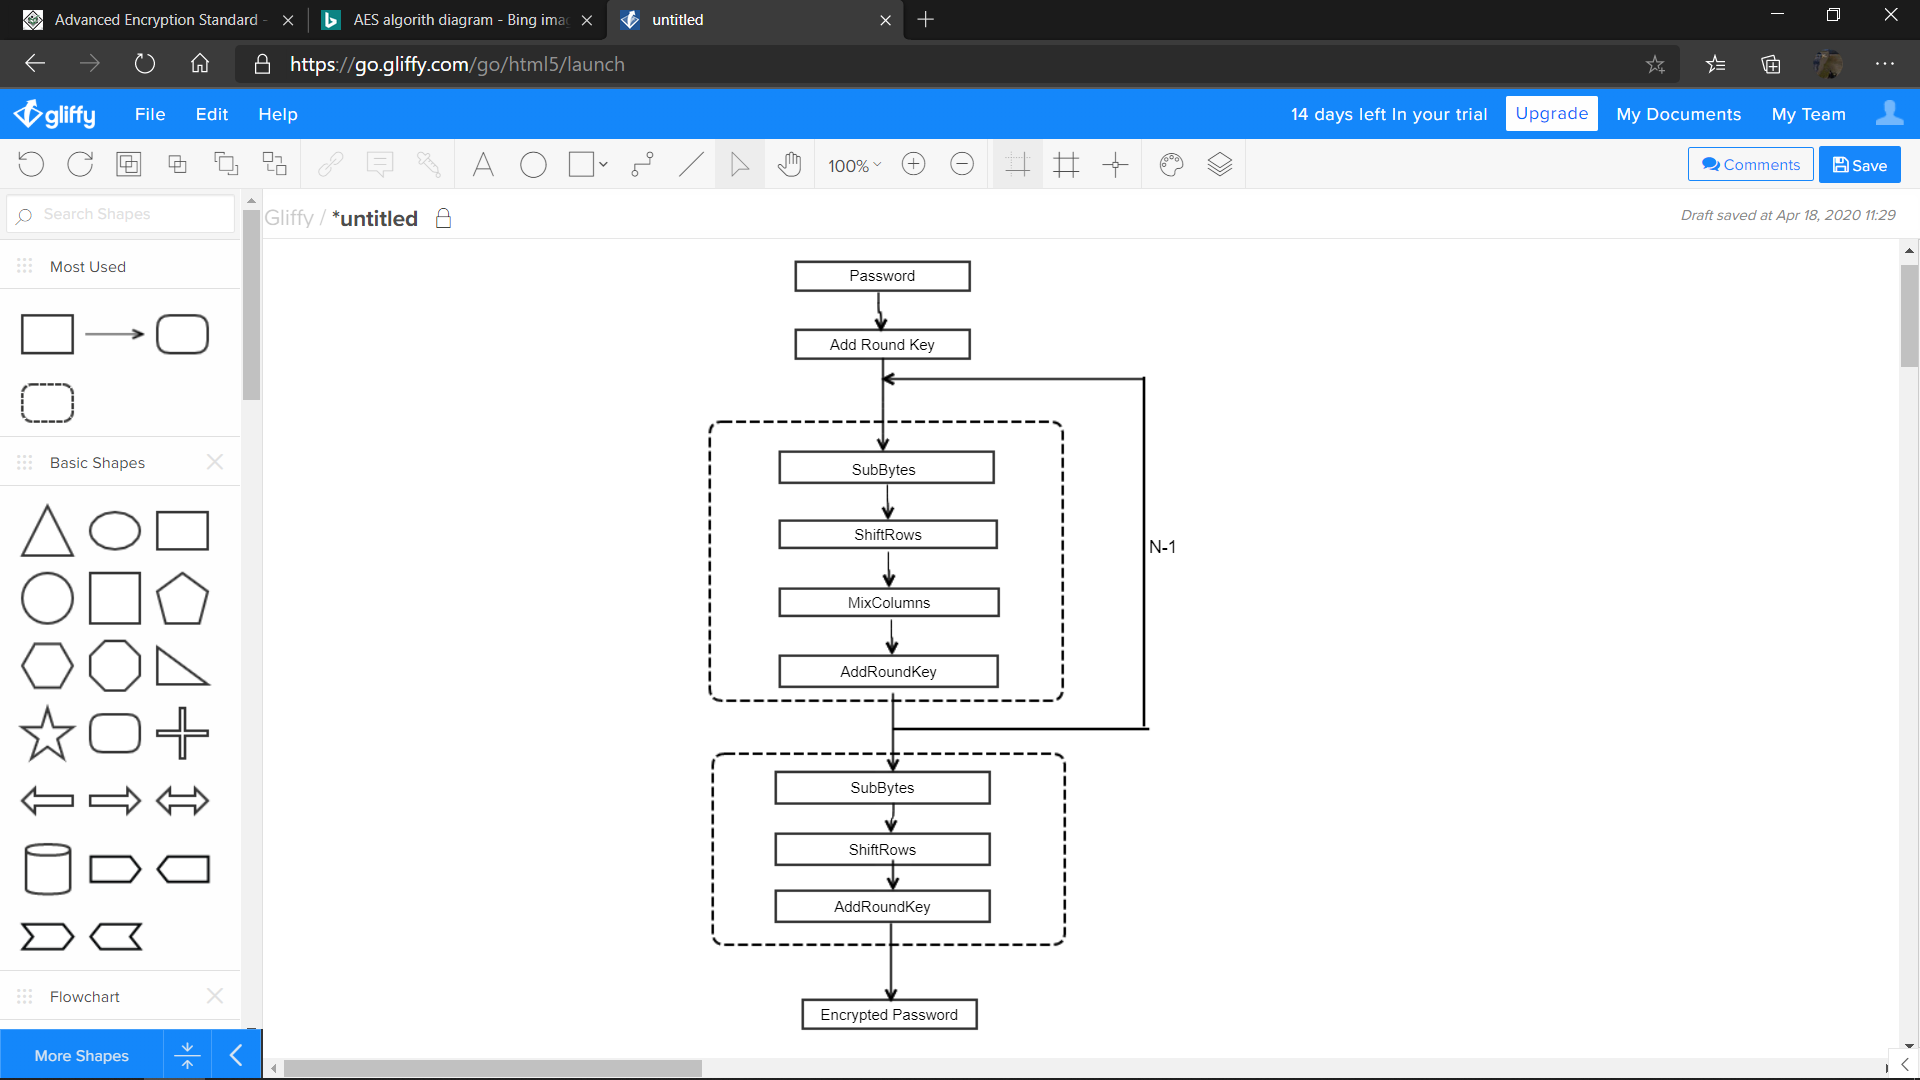 Advanced Encryption Standard -
AES algorith diagram - Bing ima
untitled
https://go.gliffy.com/go/html5/launch
gliffy
File
Edit
Help
14 days left In your trial
Upgrade
My Documents
My Team
100%
Comments
Save
Search Shapes
Gliffy / *untitled
Draft saved at Apr 18, 2020 11:29
Most Used
Basic Shapes
Flowchart
More Shapes
Password
Add Round Key
SubBytes
ShiftRows
MixColumns
AddRoundKey
N-1
SubBytes
ShiftRows
AddRoundKey
Encrypted Password